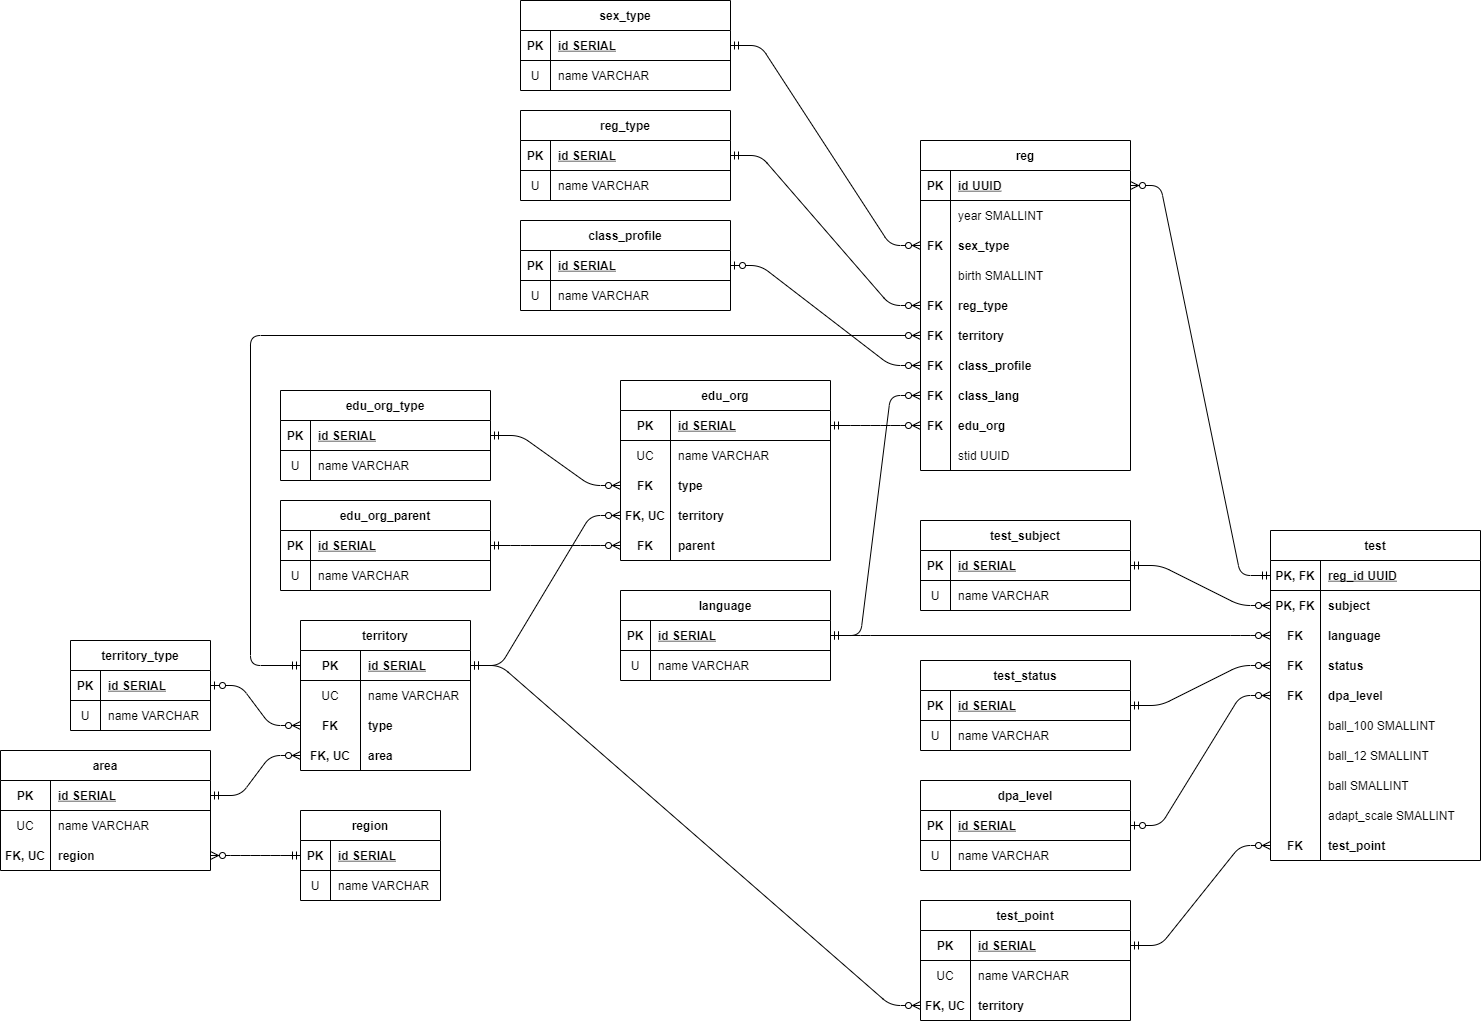 sex_type
PK id SERIAL
U name VARCHAR
reg_type
PK id SERIAL
U name VARCHAR
class_profile
PK id SERIAL
U name VARCHAR
reg
PK id UUID
year SMALLINT
FK sex_type
birth SMALLINT
FK reg_type
FK territory
FK class_profile
FK class_lang
FK edu_org
stid UUID
edu_org_type
PK id SERIAL
U name VARCHAR
edu_org_parent
PK id SERIAL
U name VARCHAR
edu_org
PK id SERIAL
UC name VARCHAR
FK type
FK, UC territory
FK parent
language
PK id SERIAL
U name VARCHAR
territory_type
PK id SERIAL
U name VARCHAR
territory
PK id SERIAL
UC name VARCHAR
FK type
FK, UC area
area
PK id SERIAL
UC name VARCHAR
FK, UC region
region
PK id SERIAL
U name VARCHAR
test_subject
PK id SERIAL
U name VARCHAR
test_status
PK id SERIAL
U name VARCHAR
dpa_level
PK id SERIAL
U name VARCHAR
test_point
PK id SERIAL
UC name VARCHAR
FK, UC territory
test
PK, FK reg_id UUID
PK, FK subject
FK language
FK status
FK dpa_level
ball_100 SMALLINT
ball_12 SMALLINT
ball SMALLINT
adapt_scale SMALLINT
FK test_point